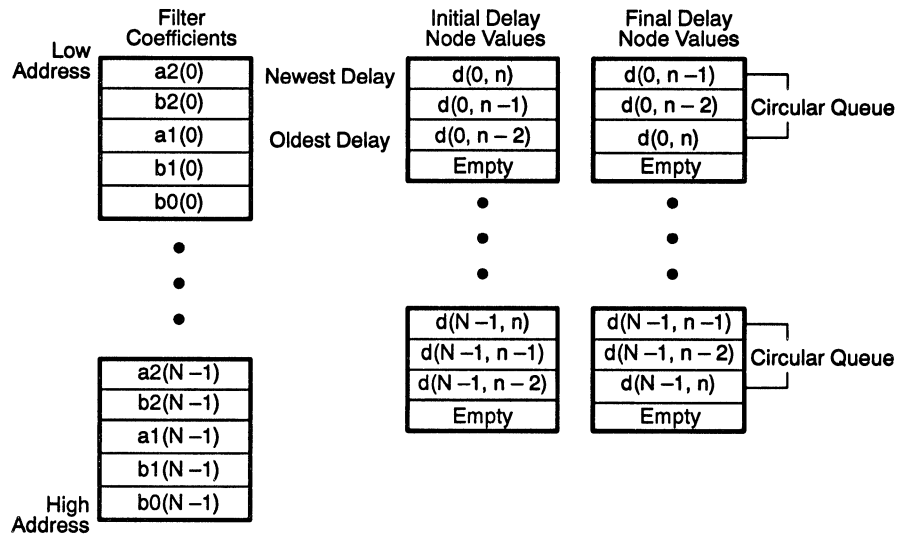 Filter
Coefficients
Initial Delay
Node Values
Final Delay
Node Values
Low
Address
a2(0)
b2(0)
a1(0)
b1(0)
b0(0)
Newest Delay
Oldest Delay
d(0, n)
d(0, n –1)
d(0, n – 2)
Empty
d(0, n –1)
d(0, n – 2)
d(0, n)
Empty
Circular Queue
a2(N –1)
b2(N –1)
a1(N –1)
b1(N –1)
b0(N –1)
High
Address
d(N –1, n)
d(N –1, n–1)
d(N –1, n – 2)
Empty
d(N –1, n –1)
d(N –1, n – 2)
d(N –1, n)
Empty
Circular Queue